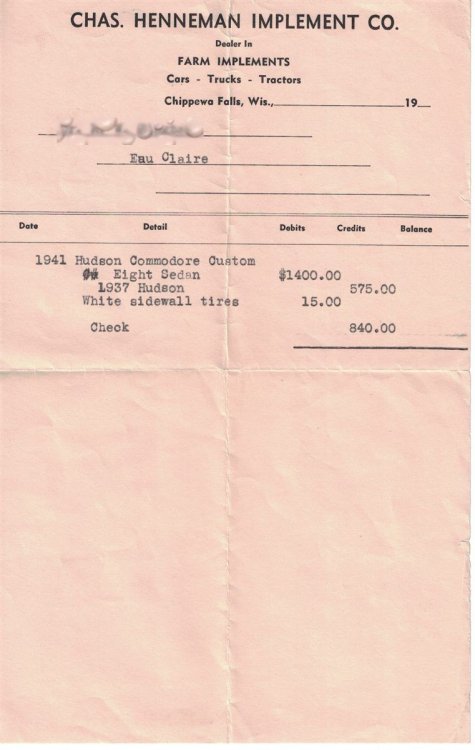 CHAS. HENNEMAN IMPLEMENT CO.
Dealer In
FARM IMPLEMENTS
Cars - Trucks - Tractors
Chippewa Falls, Wis., 19
Eau Claire
Date Detail Debits Credits Balance
1941 Hudson Commodore Custom
Eight Sedan $1400.00
1937 Hudson 575.00
White sidewall tires 15.00
Check 840.00